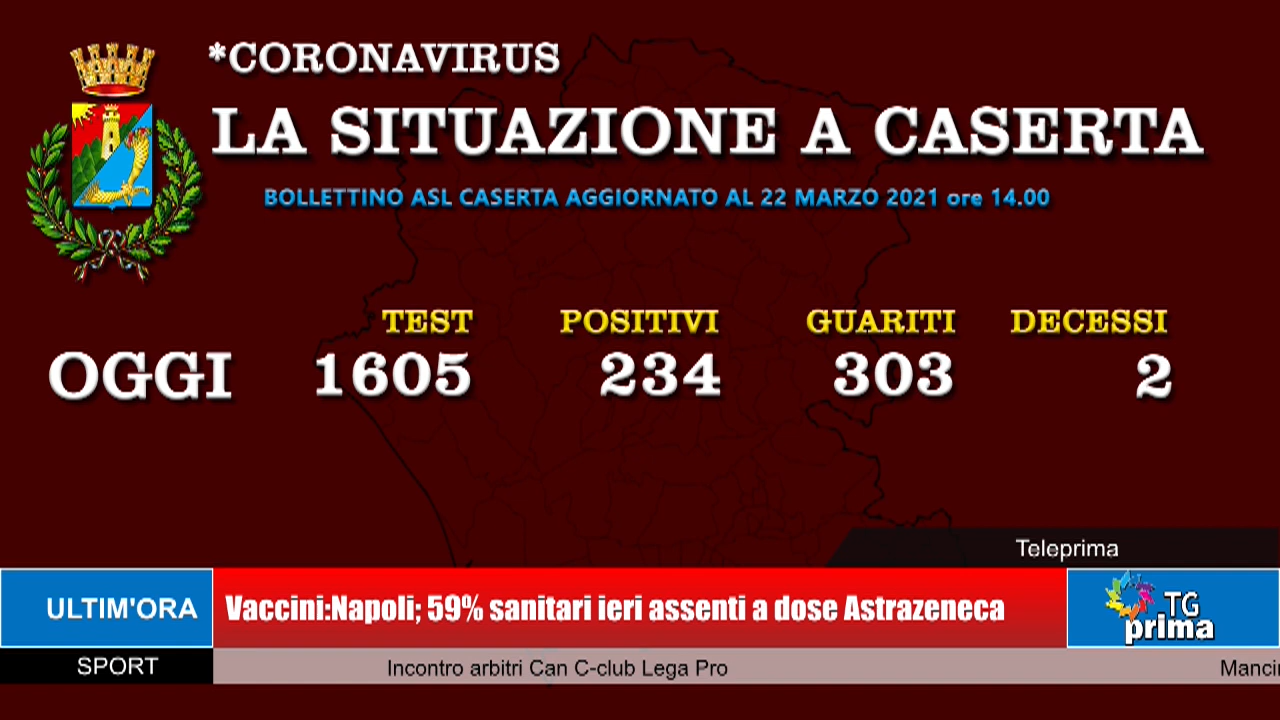 *CORONAVIRUS
LA SITUAZIONE A CASERTA
BOLLETTINO ASL CASERTA AGGIORNATO AL 22 MARZO 2021 ore 14.00
TEST POSITIVI GUARITI DECESSI
OGGI 1605 234 303 2
Teleprima
ULTIM'ORA Vaccini:Napoli; 59% sanitari ieri assenti a dose Astrazeneca
TG
prima
SPORT Incontro arbitri Can C-club Lega Pro